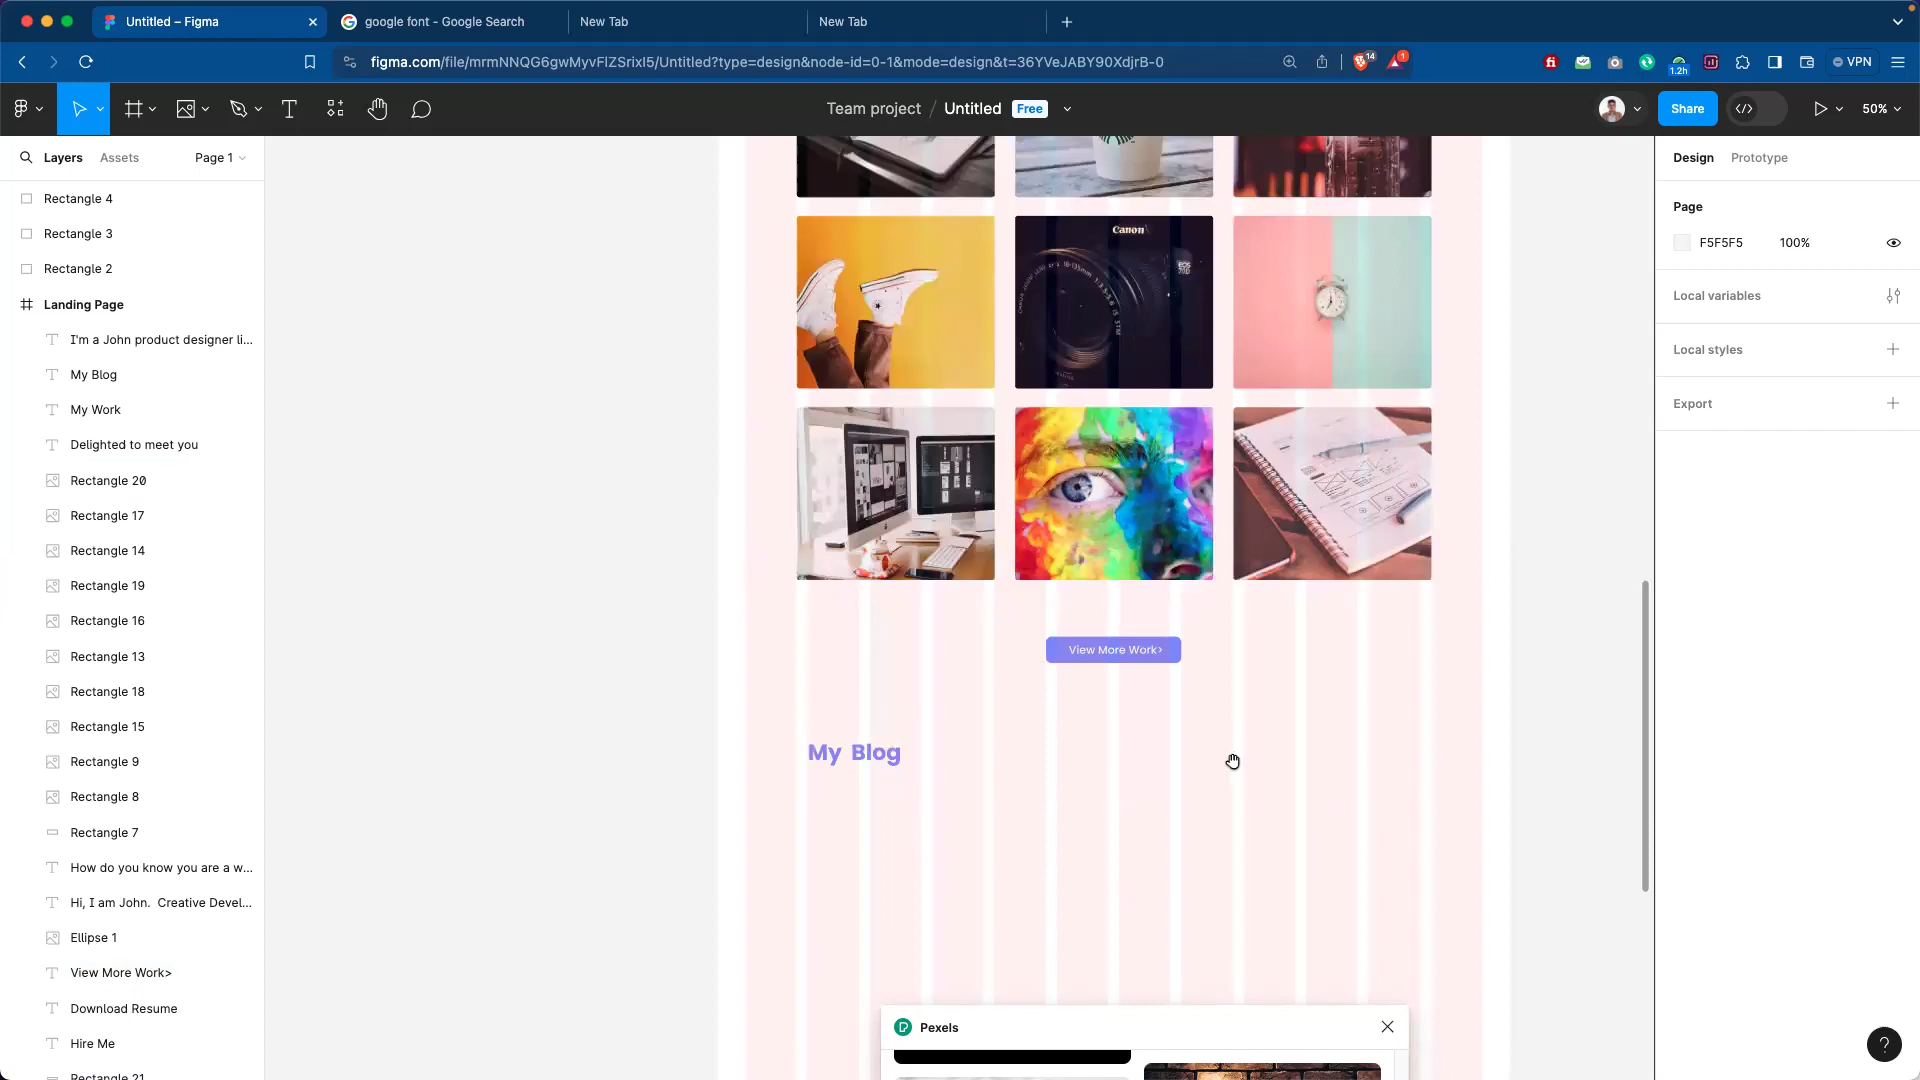 Untitled – Figma
google font - Google Search
New Tab
New Tab
figma.com/file/mrmNNQG6gwMyvFlZSrixl5/Untitled?type=design&node-id=0-1&mode=design&t=36YVeJABY90XdjrB-0
14
1
1.2h
VPN
Team project / Untitled
Free
Share
50%
Layers
Assets
Page 1
Rectangle 4
Rectangle 3
Rectangle 2
Landing Page
I'm a John product designer li...
My Blog
My Work
Delighted to meet you
Rectangle 20
Rectangle 17
Rectangle 14
Rectangle 19
Rectangle 16
Rectangle 13
Rectangle 18
Rectangle 15
Rectangle 9
Rectangle 8
Rectangle 7
How do you know you are a w...
Hi, I am John. Creative Devel...
Ellipse 1
View More Work>
Download Resume
Hire Me
Rectangle 21
Canon
EOS
70D
View More Work>
My Blog
Pexels
Design
Prototype
Page
F5F5F5
100%
Local variables
Local styles
Export
?